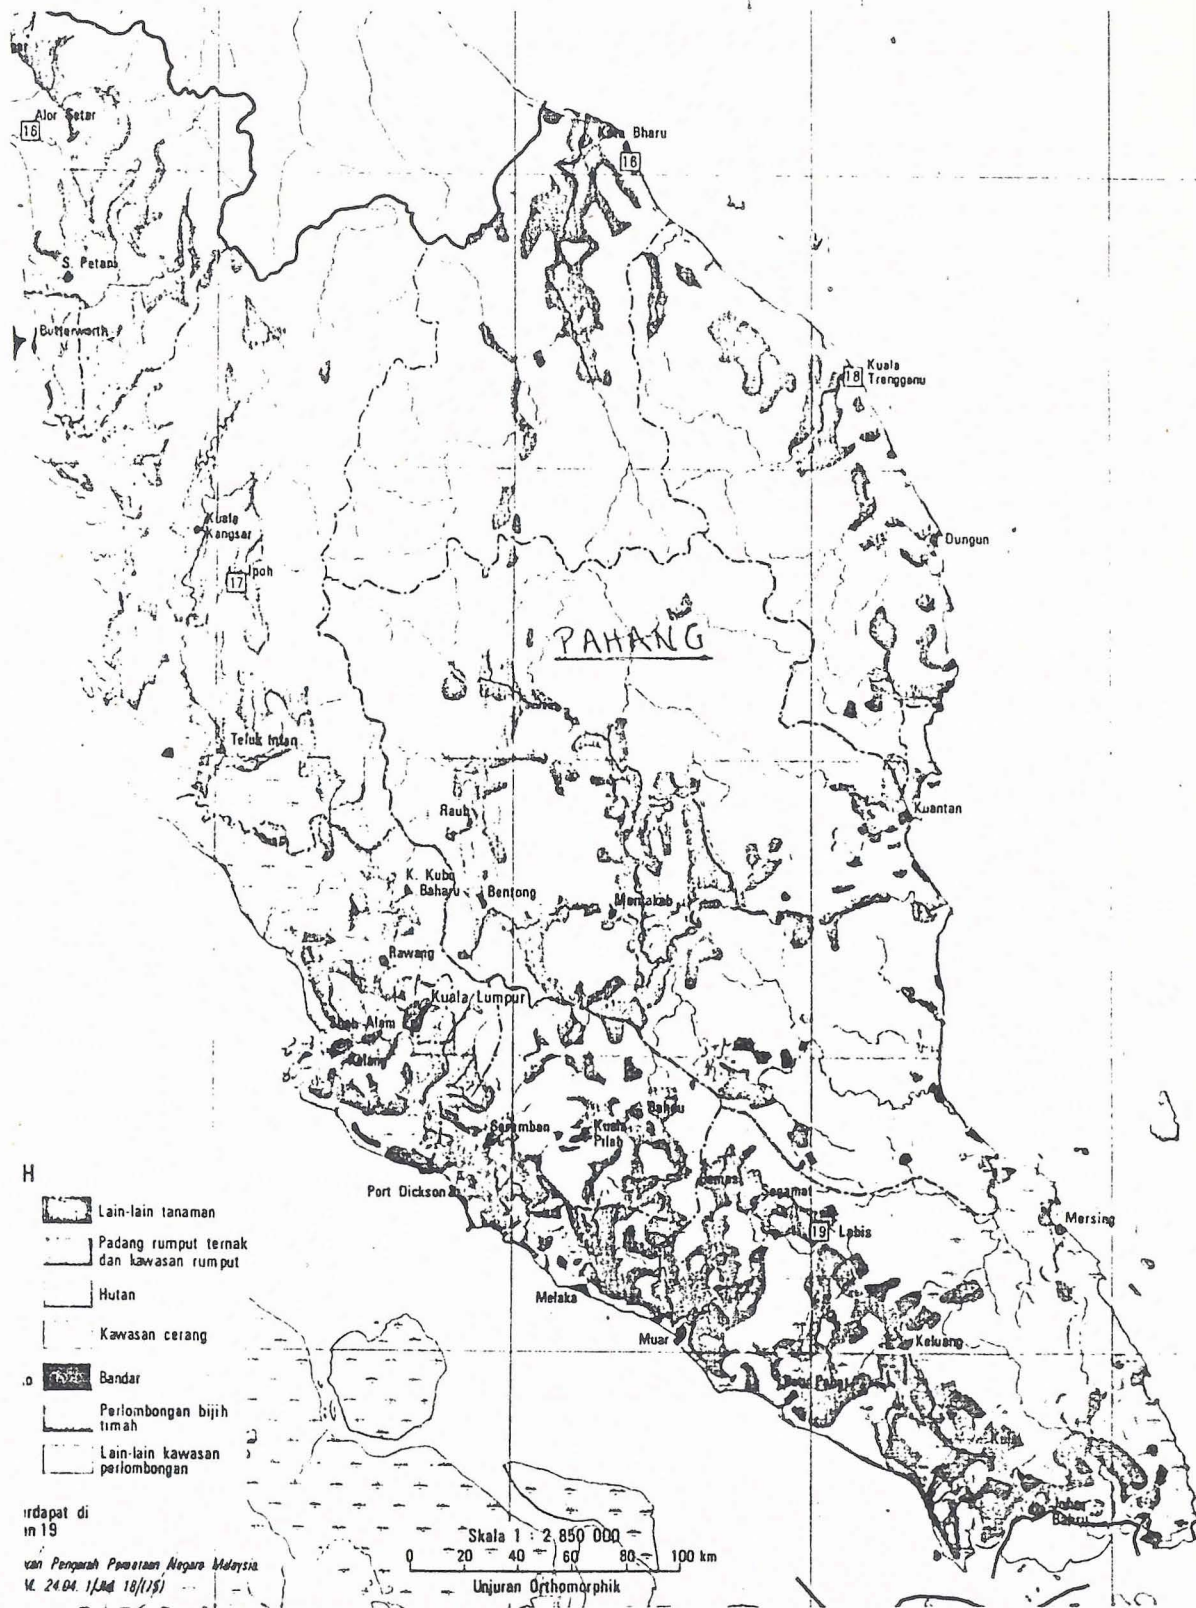 Alor Setar
16
Kota Bharu
16
S. Petani
Butterworth
18
Kuala
Trengganu
Kuala
Kangsar
Ipoh
17
Dungun
PAHANG
Teluk Intan
Raub
Kuantan
K. Kubu
Baharu
Bentong
Mentakab
Rawang
Kuala Lumpur
Shah Alam
Kelang
Seremban
Kuala
Pilah
Bahau
Port Dickson
Gemas
Segamat
19
Labis
Mersing
Melaka
Muar
Keluang
Batu Pahat
Kulai
Johor
Bahru
H
Lain-lain tanaman
Padang rumput ternak
dan kawasan rumput
Hutan
Kawasan cerang
Bandar
Perlombongan bijih
timah
Lain-lain kawasan
perlombongan
erdapat di
an 19
Skala 1 : 2 850 000
0 20 40 60 80 100 km
Unjuran Orthomorphik
Pengarah Pemetaan Negara Malaysia